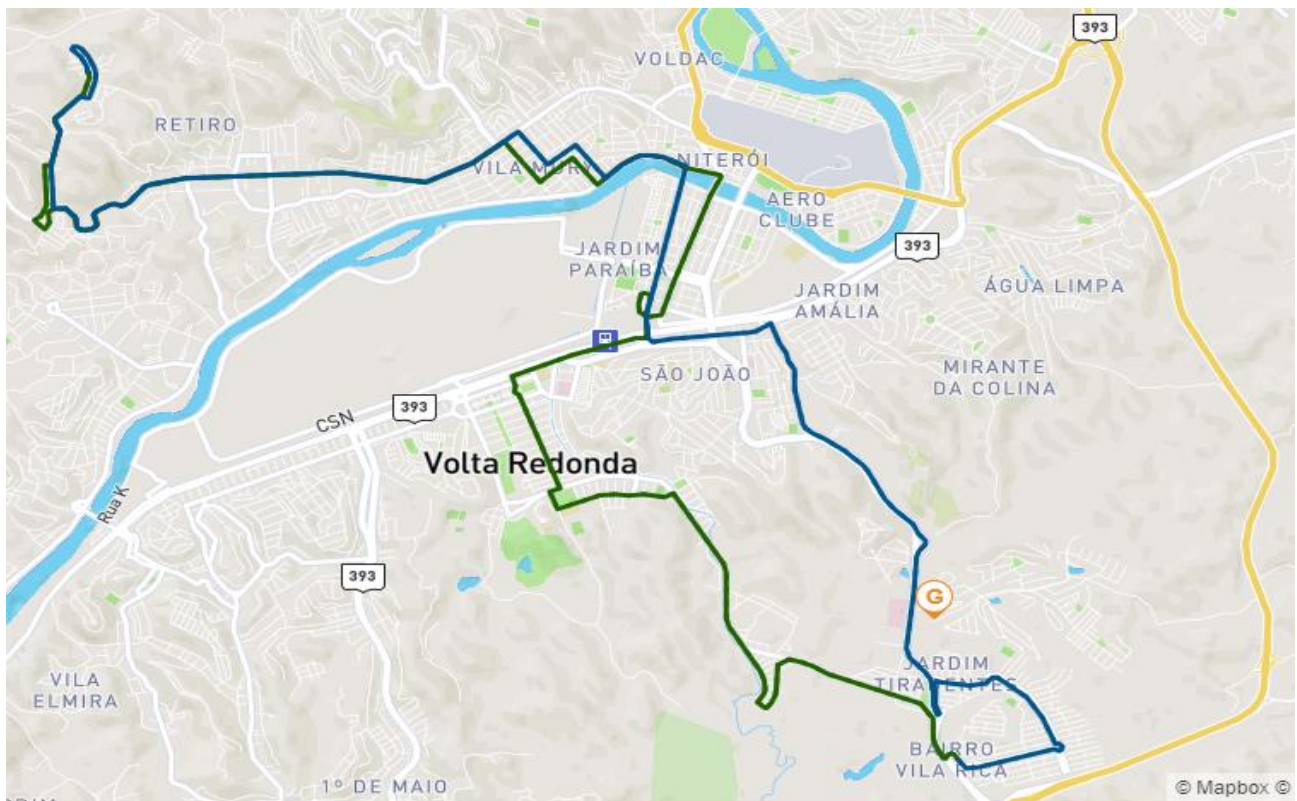 393
VOLDAC
RETIRO
NITERÓI
VILA MURY
AERO
CLUBE
393
JARDIM
PARAÍBA
ÁGUA LIMPA
JARDIM
AMÁLIA
MIRANTE
DA COLINA
SÃO JOÃO
393
CSN
Volta Redonda
Rua K
393
G
JARDIM
TIRADENTES
VILA
ELMIRA
BAIRRO
VILA RICA
1º DE MAIO
© Mapbox ©